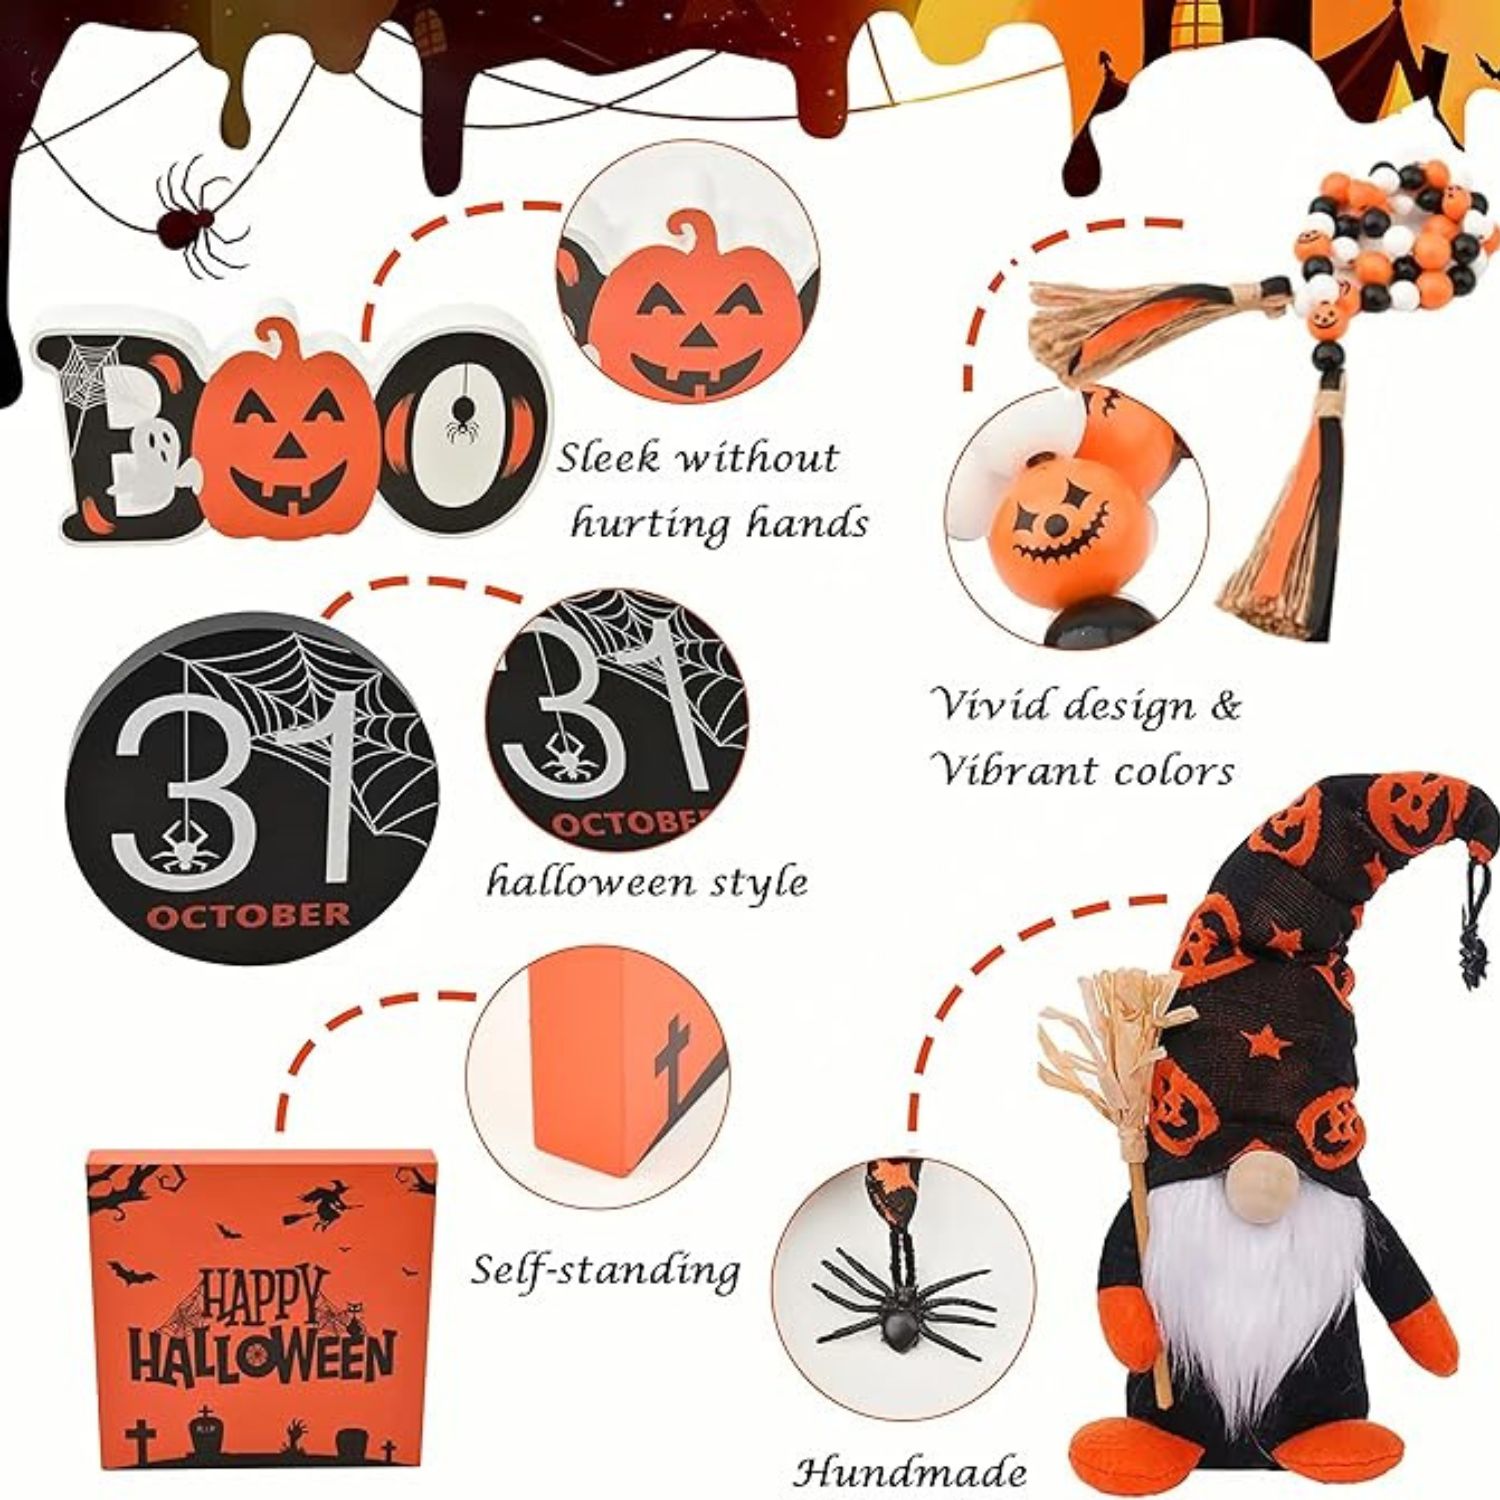 BOO
Sleek without
hurting hands
31
OCTOBER
31
OCTOBE
halloween style
Vivid design &
Vibrant colors
HAPPY
HALLOWEEN
R.I.P
Self-standing
Hundmade